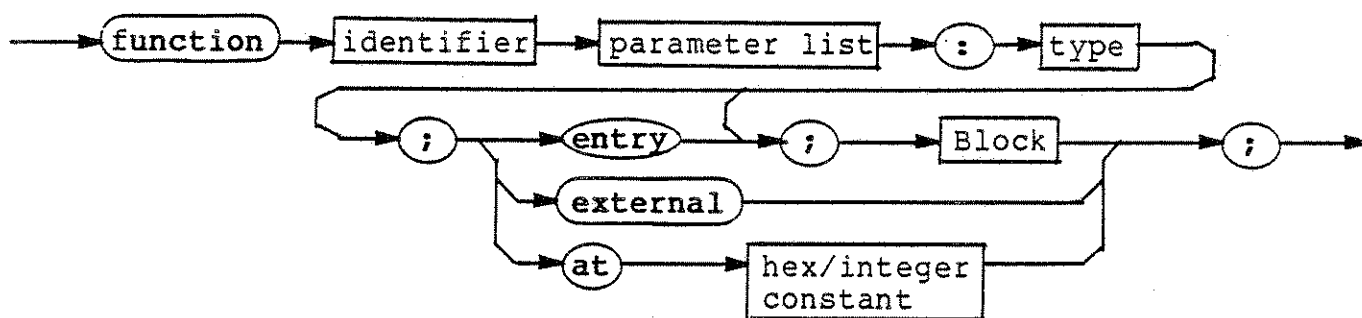 function identifier parameter list : type
; entry ; Block ;
external
at hex/integer
constant